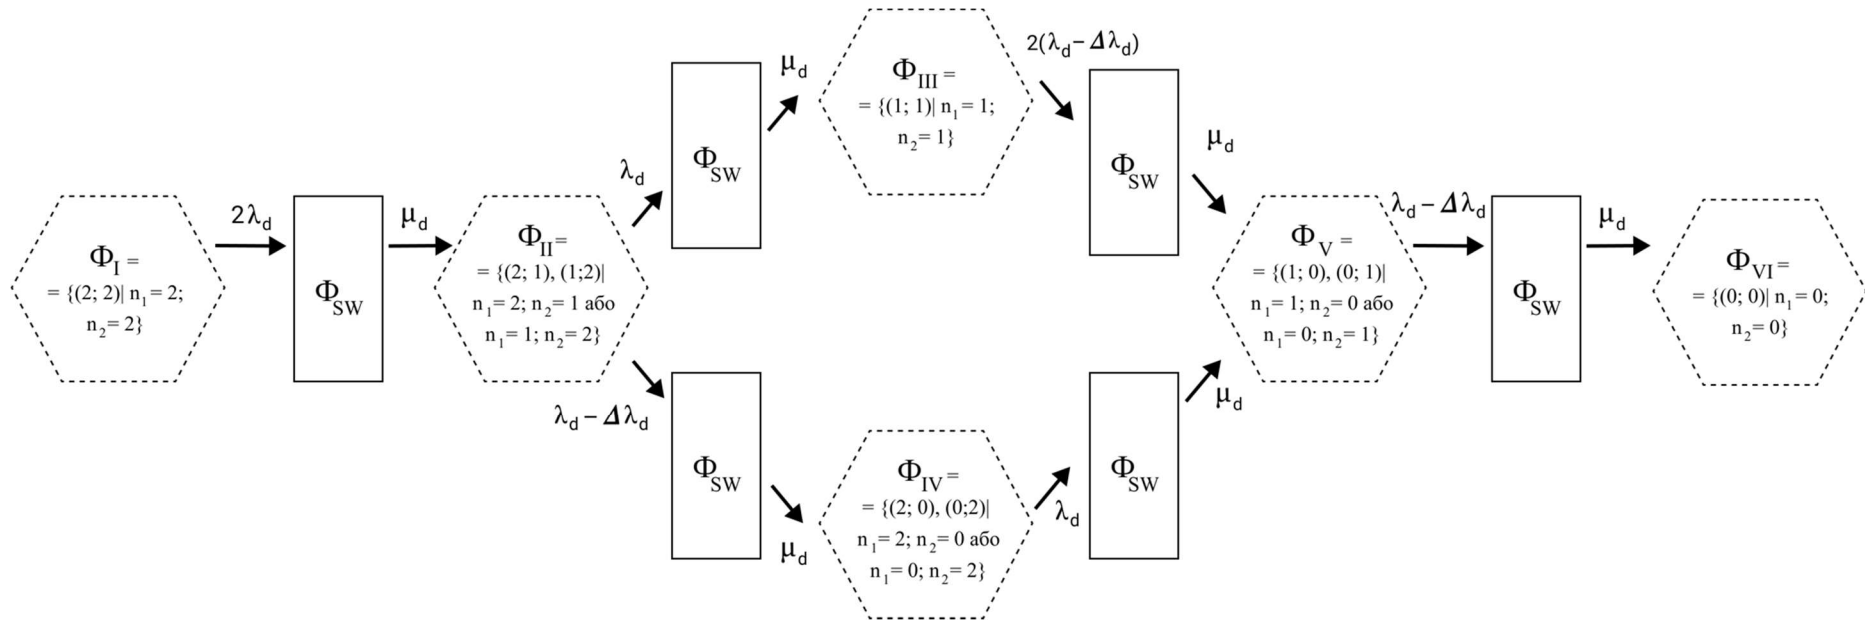 Φ_I =
= {(2; 2)| n_1 = 2;
n_2 = 2}
2λ_d
Φ_SW
μ_d
Φ_II =
= {(2; 1), (1;2)|
n_1 = 2; n_2 = 1 або
n_1 = 1; n_2 = 2}
λ_d
Φ_SW
μ_d
Φ_III =
= {(1; 1)| n_1 = 1;
n_2 = 1}
2(λ_d – Δλ_d)
Φ_SW
μ_d
λ_d – Δλ_d
Φ_SW
μ_d
Φ_IV =
= {(2; 0), (0;2)|
n_1 = 2; n_2 = 0 або
n_1 = 0; n_2 = 2}
λ_d
Φ_SW
μ_d
Φ_V =
= {(1; 0), (0; 1)|
n_1 = 1; n_2 = 0 або
n_1 = 0; n_2 = 1}
λ_d – Δλ_d
Φ_SW
μ_d
Φ_VI =
= {(0; 0)| n_1 = 0;
n_2 = 0}